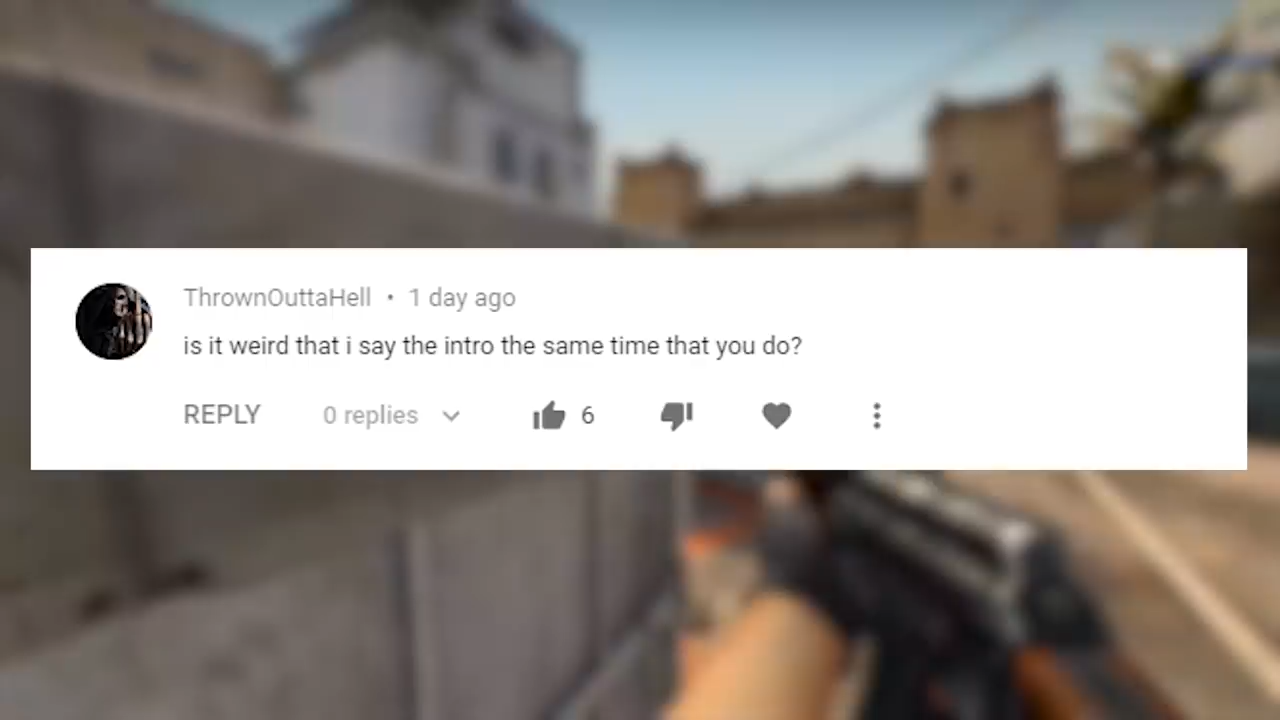 ThrownOuttaHell • 1 day ago
is it weird that i say the intro the same time that you do?
REPLY 0 replies 6